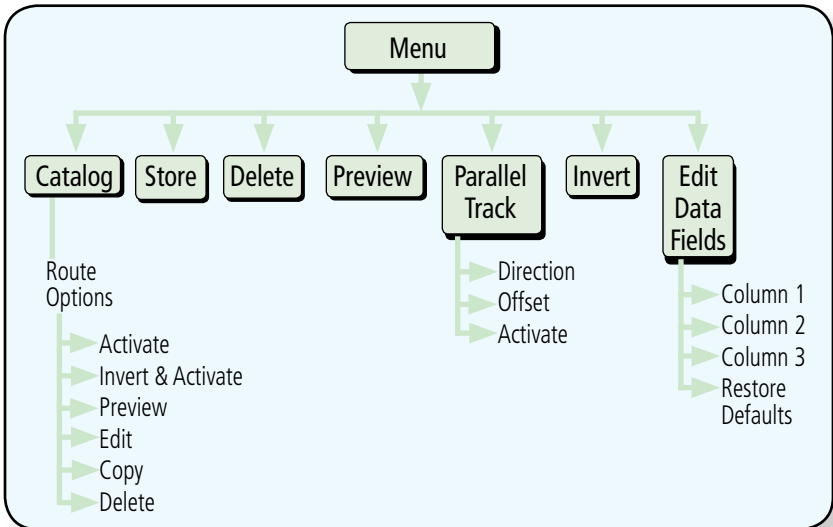 Menu
Catalog
Store
Delete
Preview
Parallel
Track
Invert
Edit
Data
Fields
Route
Options
Activate
Invert & Activate
Preview
Edit
Copy
Delete
Direction
Offset
Activate
Column 1
Column 2
Column 3
Restore
Defaults